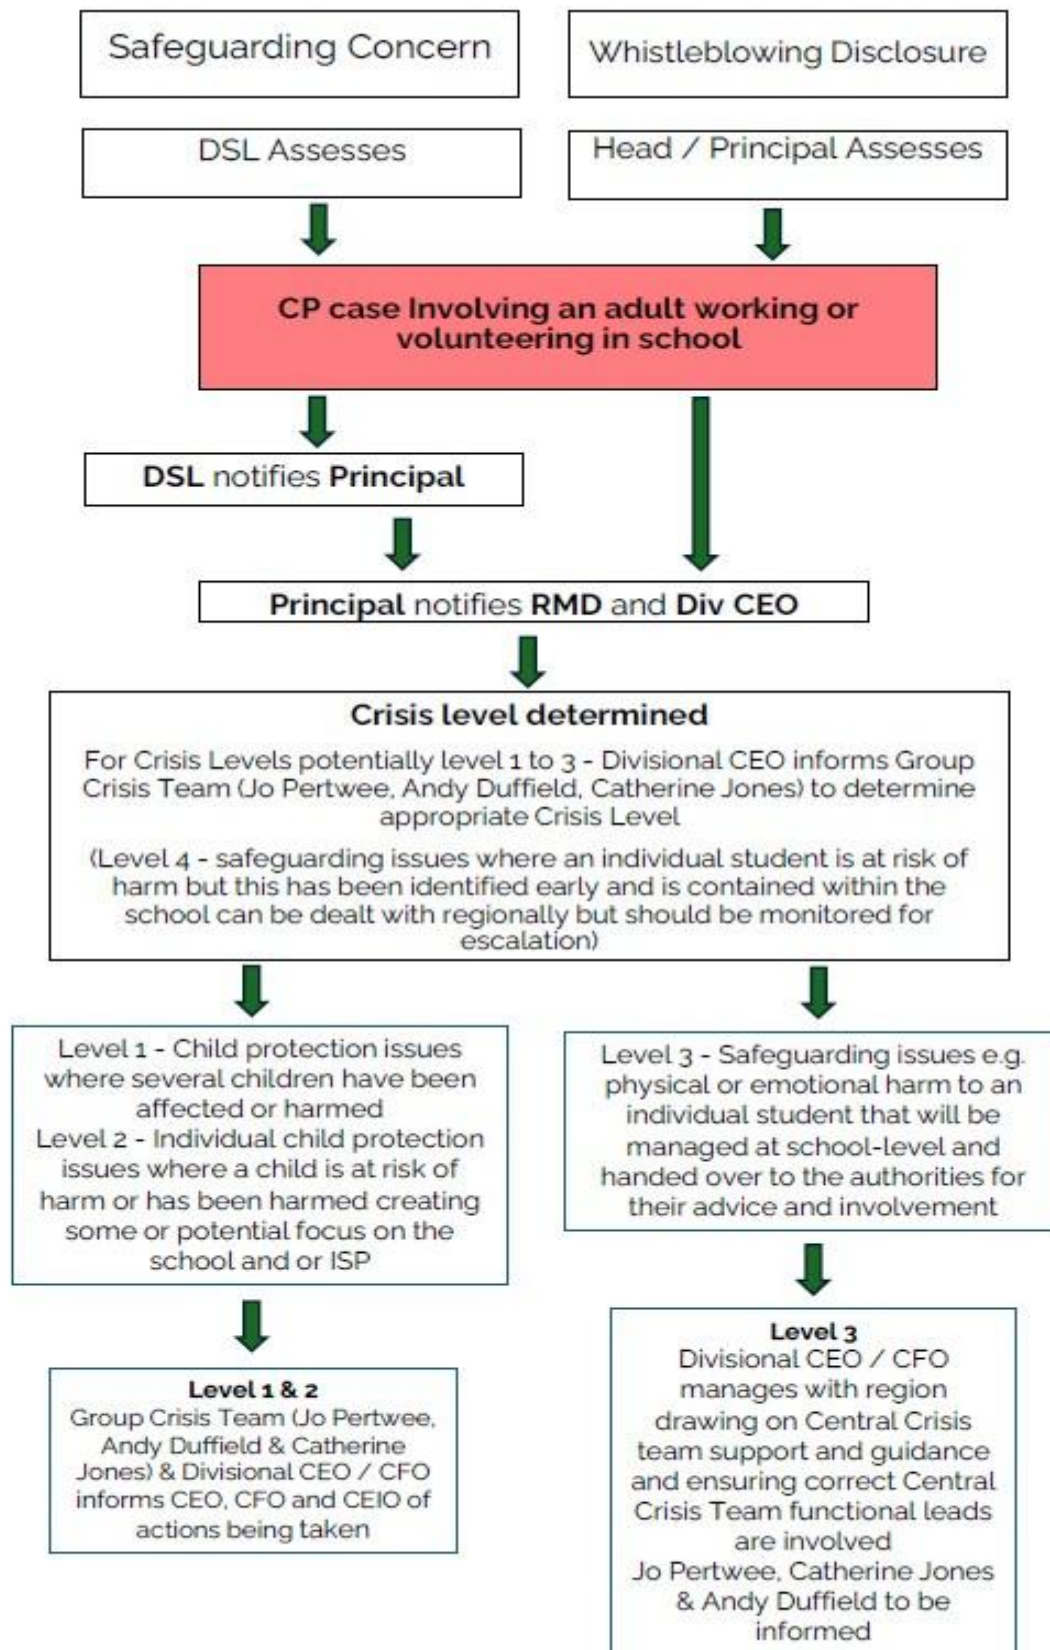 Safeguarding Concern
Whistleblowing Disclosure
DSL Assesses
Head / Principal Assesses
CP case Involving an adult working or
volunteering in school
DSL notifies Principal
Principal notifies RMD and Div CEO
Crisis level determined
For Crisis Levels potentially level 1 to 3 - Divisional CEO informs Group
Crisis Team (Jo Pertwee, Andy Duffield, Catherine Jones) to determine
appropriate Crisis Level
(Level 4 - safeguarding issues where an individual student is at risk of
harm but this has been identified early and is contained within the
school can be dealt with regionally but should be monitored for
escalation)
Level 1 - Child protection issues
where several children have been
affected or harmed
Level 2 - Individual child protection
issues where a child is at risk of
harm or has been harmed creating
some or potential focus on the
school and or ISP
Level 3 - Safeguarding issues e.g.
physical or emotional harm to an
individual student that will be
managed at school-level and
handed over to the authorities for
their advice and involvement
Level 1 & 2
Group Crisis Team (Jo Pertwee,
Andy Duffield & Catherine
Jones) & Divisional CEO / CFO
informs CEO, CFO and CEIO of
actions being taken
Level 3
Divisional CEO / CFO
manages with region
drawing on Central Crisis
team support and guidance
and ensuring correct Central
Crisis Team functional leads
are involved
Jo Pertwee, Catherine Jones
& Andy Duffield to be
informed